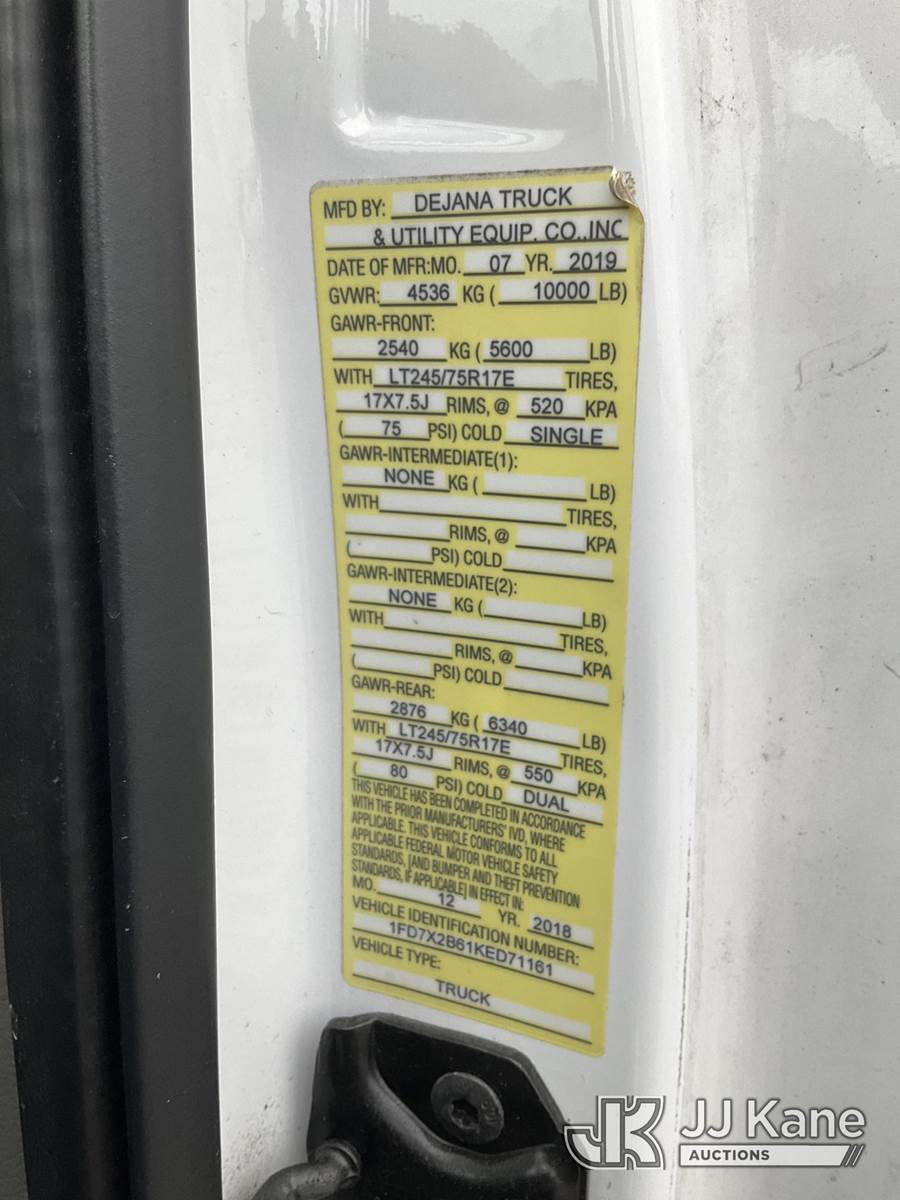 MFD BY: DEJANA TRUCK
& UTILITY EQUIP. CO.,INC
DATE OF MFR:MO. 07 YR. 2019
GVWR: 4536 KG ( 10000 LB)
GAWR-FRONT:
2540 KG ( 5600 LB)
WITH LT245/75R17E TIRES,
17X7.5J RIMS, @ 520 KPA
( 75 PSI) COLD SINGLE
GAWR-INTERMEDIATE(1):
NONE KG ( LB)
WITH TIRES,
RIMS, @ KPA
( PSI) COLD
GAWR-INTERMEDIATE(2):
NONE KG ( LB)
WITH TIRES,
RIMS, @ KPA
( PSI) COLD
GAWR-REAR:
2876 KG ( 6340 LB)
WITH LT245/75R17E TIRES,
17X7.5J RIMS, @ 550 KPA
( 80 PSI) COLD DUAL
THIS VEHICLE HAS BEEN COMPLETED IN ACCORDANCE
WITH THE PRIOR MANUFACTURERS' IVD, WHERE
APPLICABLE. THIS VEHICLE CONFORMS TO ALL
APPLICABLE FEDERAL MOTOR VEHICLE SAFETY
STANDARDS, [AND BUMPER AND THEFT PREVENTION
STANDARDS, IF APPLICABLE] IN EFFECT IN:
MO. 12 YR. 2018
VEHICLE IDENTIFICATION NUMBER:
1FD7X2B61KED71161
VEHICLE TYPE:
TRUCK
JK JJ Kane
AUCTIONS